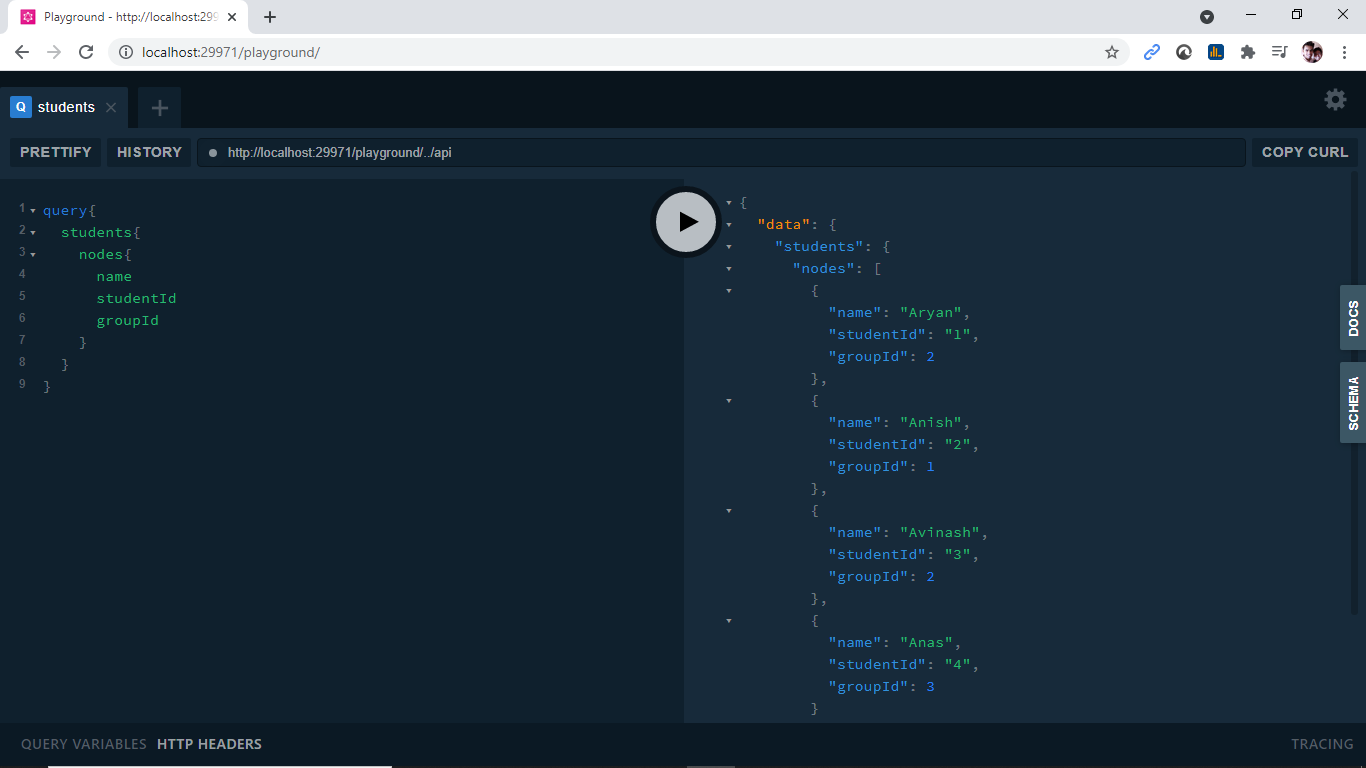 Playground - http://localhost:299
localhost:29971/playground/
Q students
PRETTIFY HISTORY http://localhost:29971/playground/../api COPY CURL
1 query{
2 students{
3 nodes{
4 name
5 studentId
6 groupId
7 }
8 }
9 }
{
"data": {
"students": {
"nodes": [
{
"name": "Aryan",
"studentId": "1",
"groupId": 2
},
{
"name": "Anish",
"studentId": "2",
"groupId": 1
},
{
"name": "Avinash",
"studentId": "3",
"groupId": 2
},
{
"name": "Anas",
"studentId": "4",
"groupId": 3
}
DOCS
SCHEMA
QUERY VARIABLES HTTP HEADERS TRACING